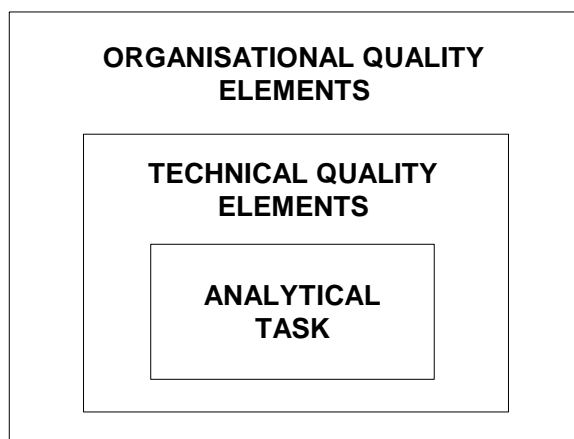 ORGANISATIONAL QUALITY
ELEMENTS
TECHNICAL QUALITY
ELEMENTS
ANALYTICAL
TASK